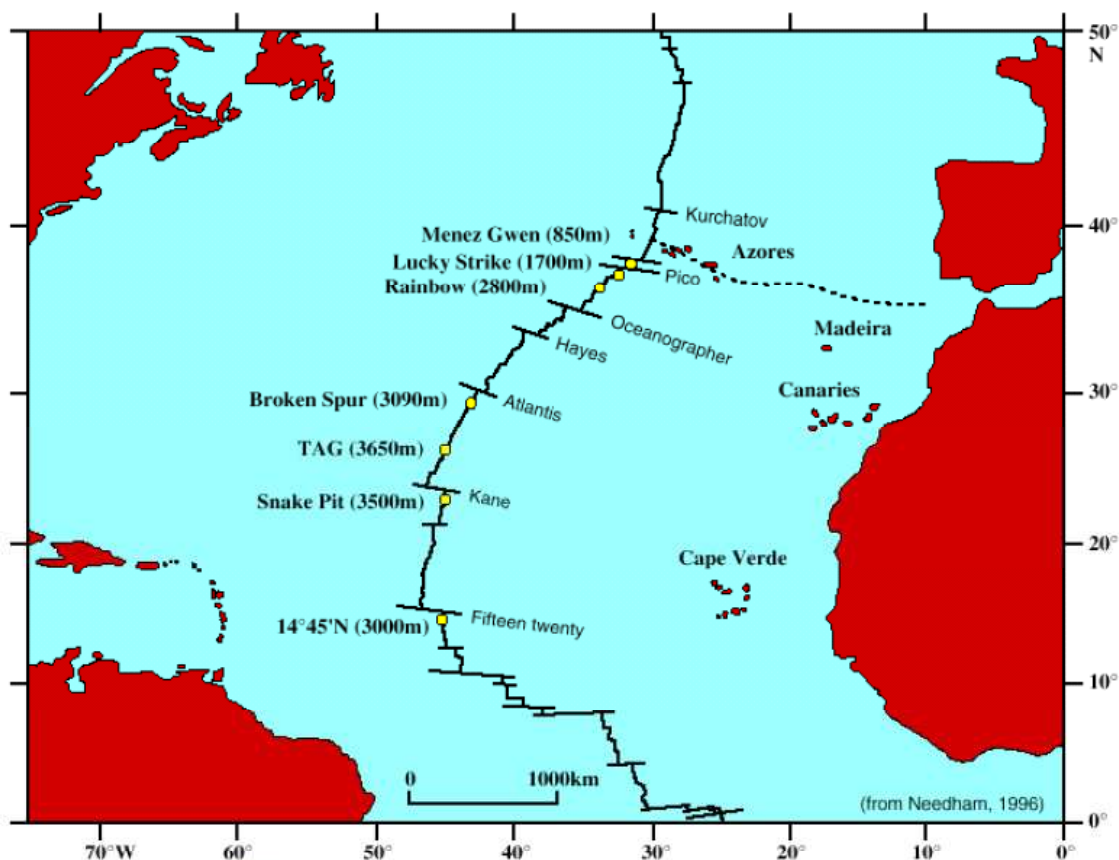 50°
N
Kurchatov
40°
Menez Gwen (850m)
Azores
Lucky Strike (1700m)
Pico
Rainbow (2800m)
Oceanographer
Madeira
Hayes
30°
Canaries
Broken Spur (3090m)
Atlantis
TAG (3650m)
Kane
Snake Pit (3500m)
20°
Cape Verde
Fifteen twenty
14°45'N (3000m)
10°
0 1000km
(from Needham, 1996)
0°
70°W 60° 50° 40° 30° 20° 10° 0°